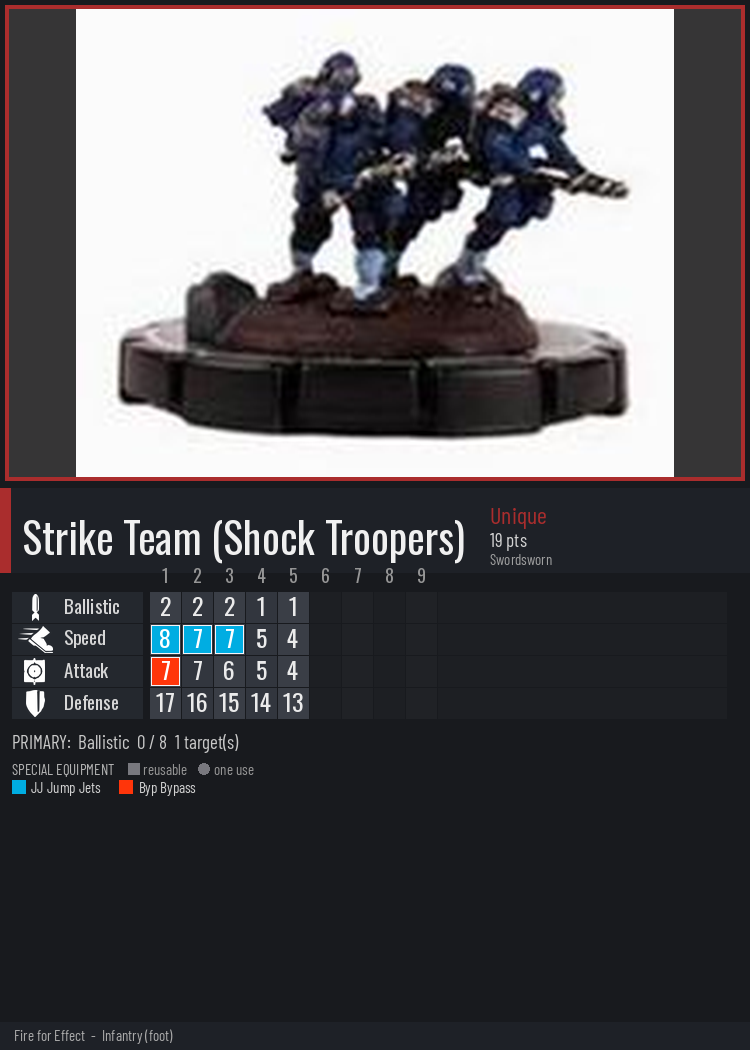 Strike Team (Shock Troopers)
Unique
19 pts
Swordsworn
1 2 3 4 5 6 7 8 9
Ballistic 2 2 2 1 1
Speed 8 7 7 5 4
Attack 7 7 6 5 4
Defense 17 16 15 14 13
PRIMARY: Ballistic 0 / 8 1 target(s)
SPECIAL EQUIPMENT reusable one use
JJ Jump Jets Byp Bypass
Fire for Effect - Infantry (foot)